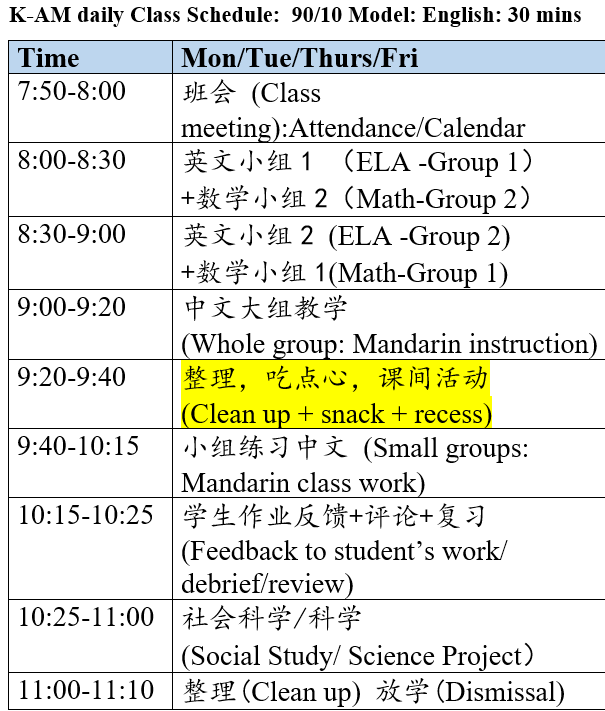 K-AM daily Class Schedule:  90/10 Model: English: 30 mins
Time Mon/Tue/Thurs/Fri
7:50-8:00 班会 (Class
meeting):Attendance/Calendar
8:00-8:30 英文小组1 （ELA -Group 1）
+数学小组2（Math-Group 2）
8:30-9:00 英文小组2 (ELA -Group 2)
+数学小组1(Math-Group 1)
9:00-9:20 中文大组教学
(Whole group: Mandarin instruction)
9:20-9:40 整理，吃点心，课间活动
(Clean up + snack + recess)
9:40-10:15 小组练习中文 (Small groups:
Mandarin class work)
10:15-10:25 学生作业反馈+评论+复习
(Feedback to student’s work/
debrief/review)
10:25-11:00 社会科学/科学
(Social Study/ Science Project）
11:00-11:10 整理(Clean up) 放学(Dismissal)